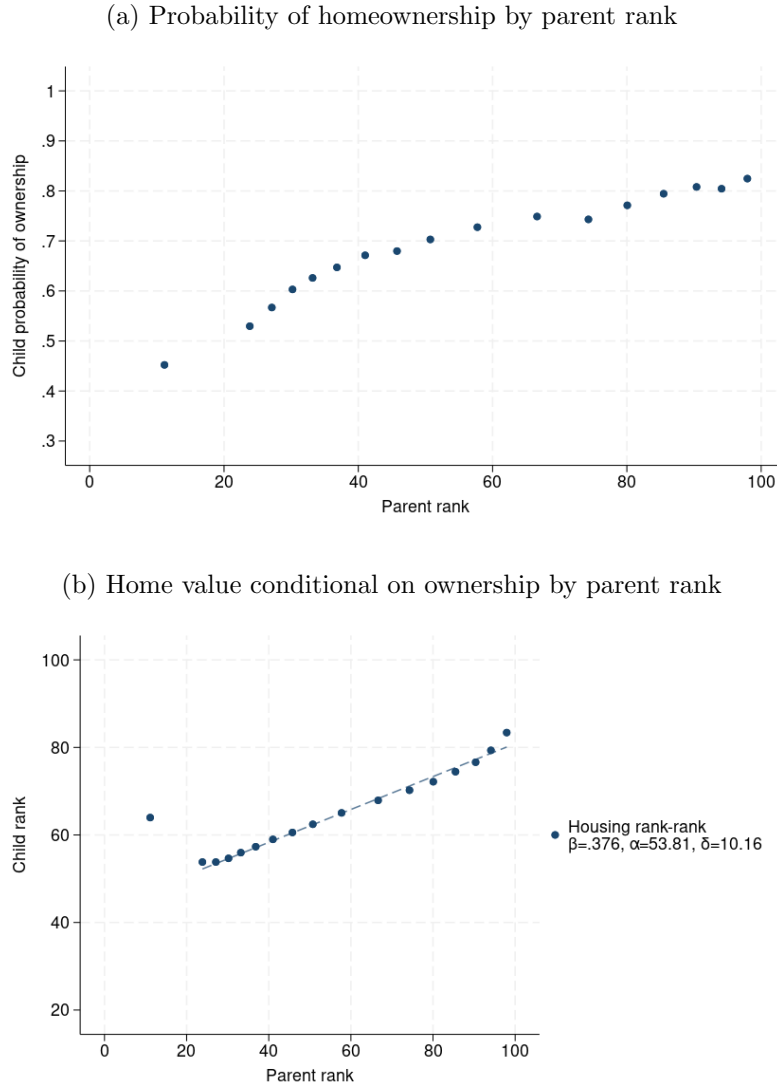 (a) Probability of homeownership by parent rank
1
.9
.8
.7
.6
.5
.4
.3
Child probability of ownership
0 20 40 60 80 100
Parent rank
(b) Home value conditional on ownership by parent rank
100
80
60
40
20
Child rank
0 20 40 60 80 100
Parent rank
Housing rank-rank
β=.376, α=53.81, δ=10.16